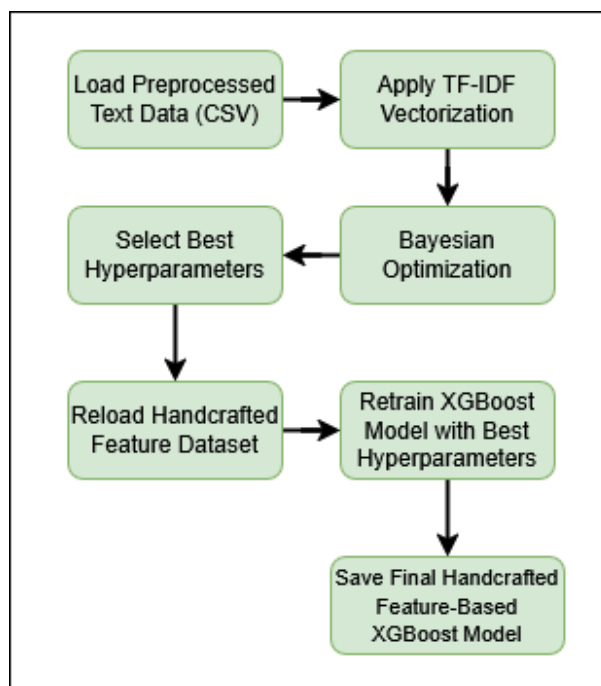 Load Preprocessed
Text Data (CSV)
Apply TF-IDF
Vectorization
Select Best
Hyperparameters
Bayesian
Optimization
Reload Handcrafted
Feature Dataset
Retrain XGBoost
Model with Best
Hyperparameters
Save Final Handcrafted
Feature-Based
XGBoost Model